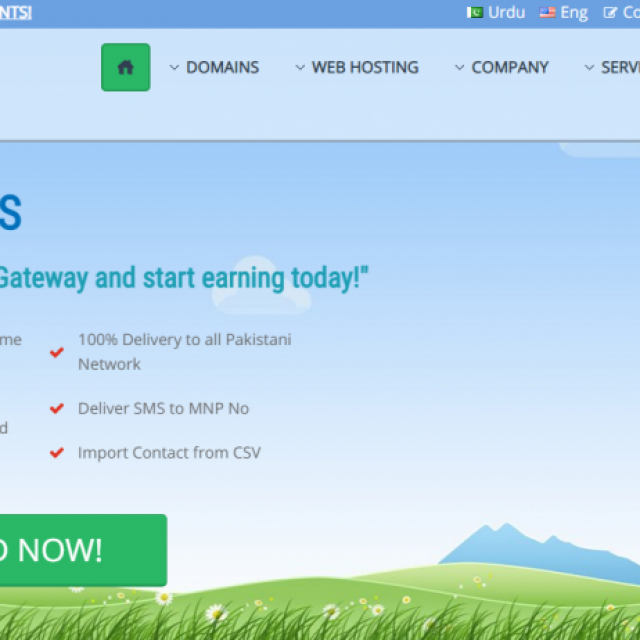 NTS!
Urdu Eng Co
DOMAINS WEB HOSTING COMPANY SERVI
S
Gateway and start earning today!"
me
100% Delivery to all Pakistani
Network
d
Deliver SMS to MNP No
Import Contact from CSV
D NOW!